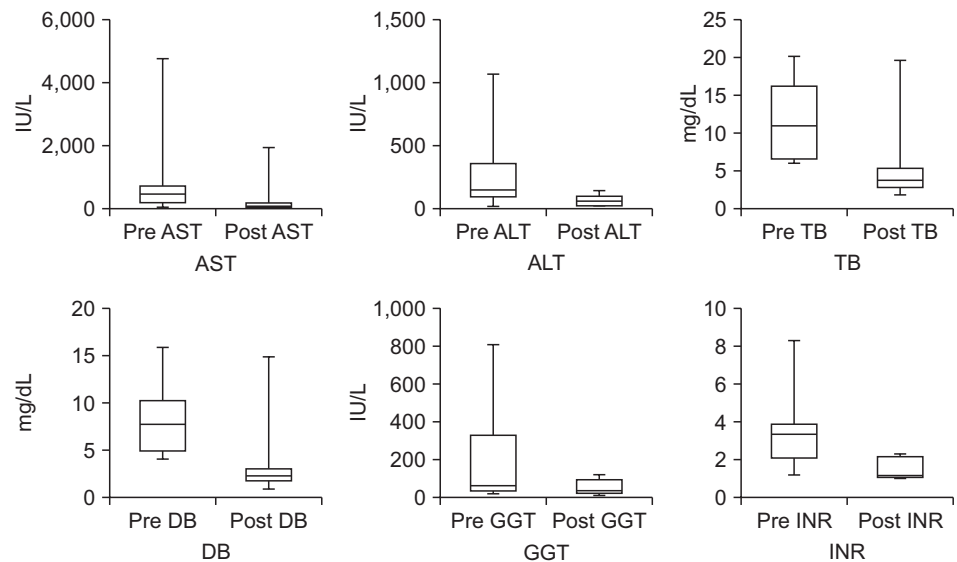 6,000
4,000
2,000
0
IU/L
Pre AST Post AST
AST
1,500
1,000
500
0
IU/L
Pre ALT Post ALT
ALT
25
20
15
10
5
0
mg/dL
Pre TB Post TB
TB
20
15
10
5
0
mg/dL
Pre DB Post DB
DB
1,000
800
600
400
200
0
IU/L
Pre GGT Post GGT
GGT
10
8
6
4
2
0
Pre INR Post INR
INR